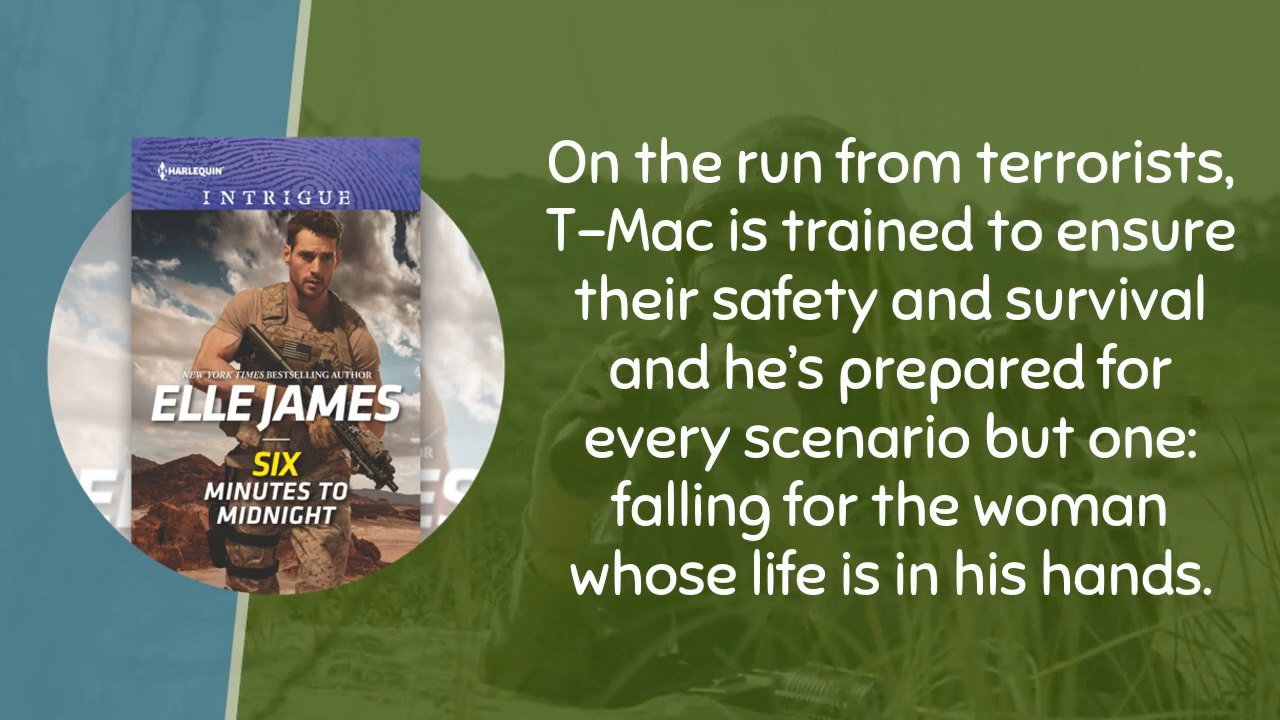 HARLEQUIN
INTRIGUE
NEW YORK TIMES BESTSELLING AUTHOR
ELLE JAMES
SIX
MINUTES TO
MIDNIGHT
On the run from terrorists,
T-Mac is trained to ensure
their safety and survival
and he's prepared for
every scenario but one:
falling for the woman
whose life is in his hands.